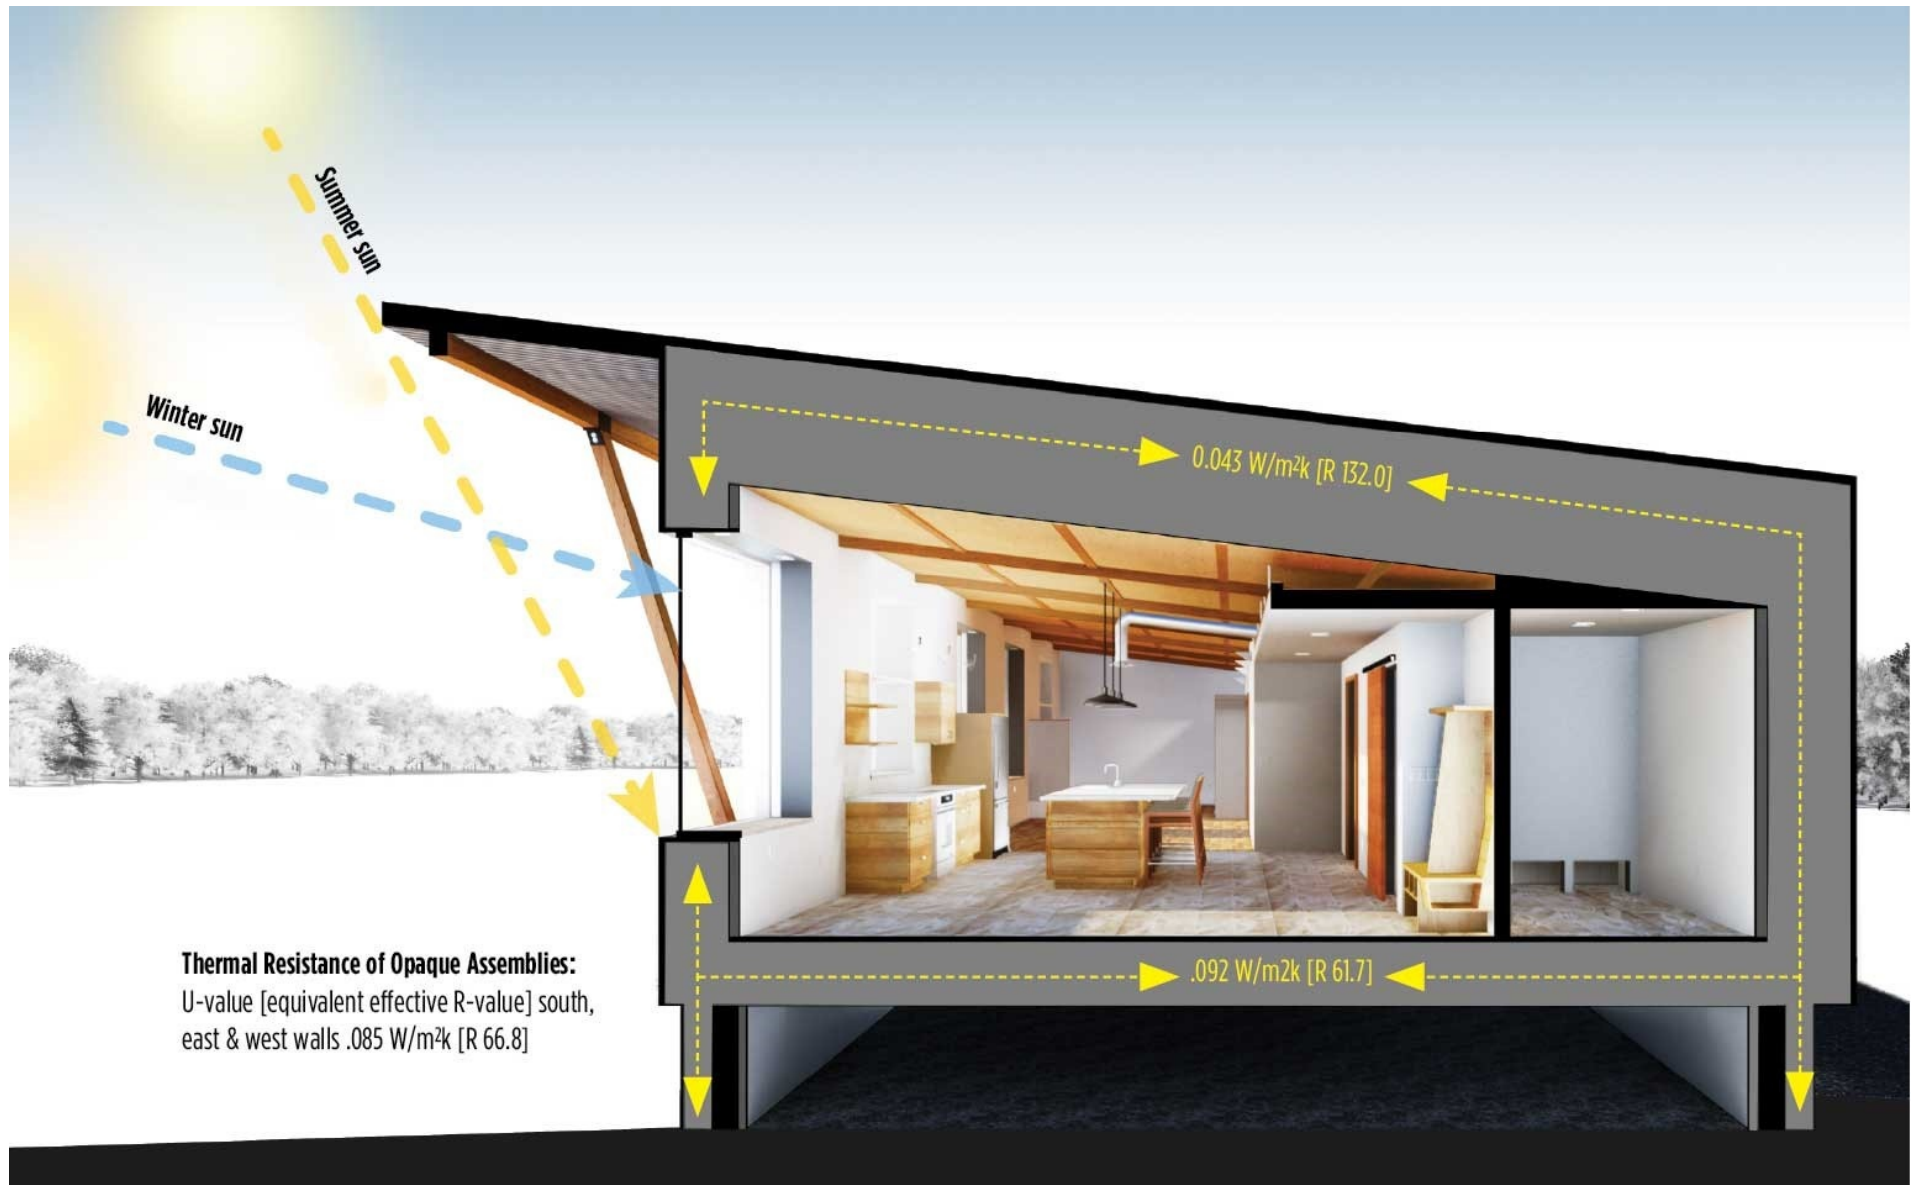 Summer sun
Winter sun
0.043 W/m²k [R 132.0]
.092 W/m2k [R 61.7]
Thermal Resistance of Opaque Assemblies:
U-value [equivalent effective R-value] south,
east & west walls .085 W/m²k [R 66.8]